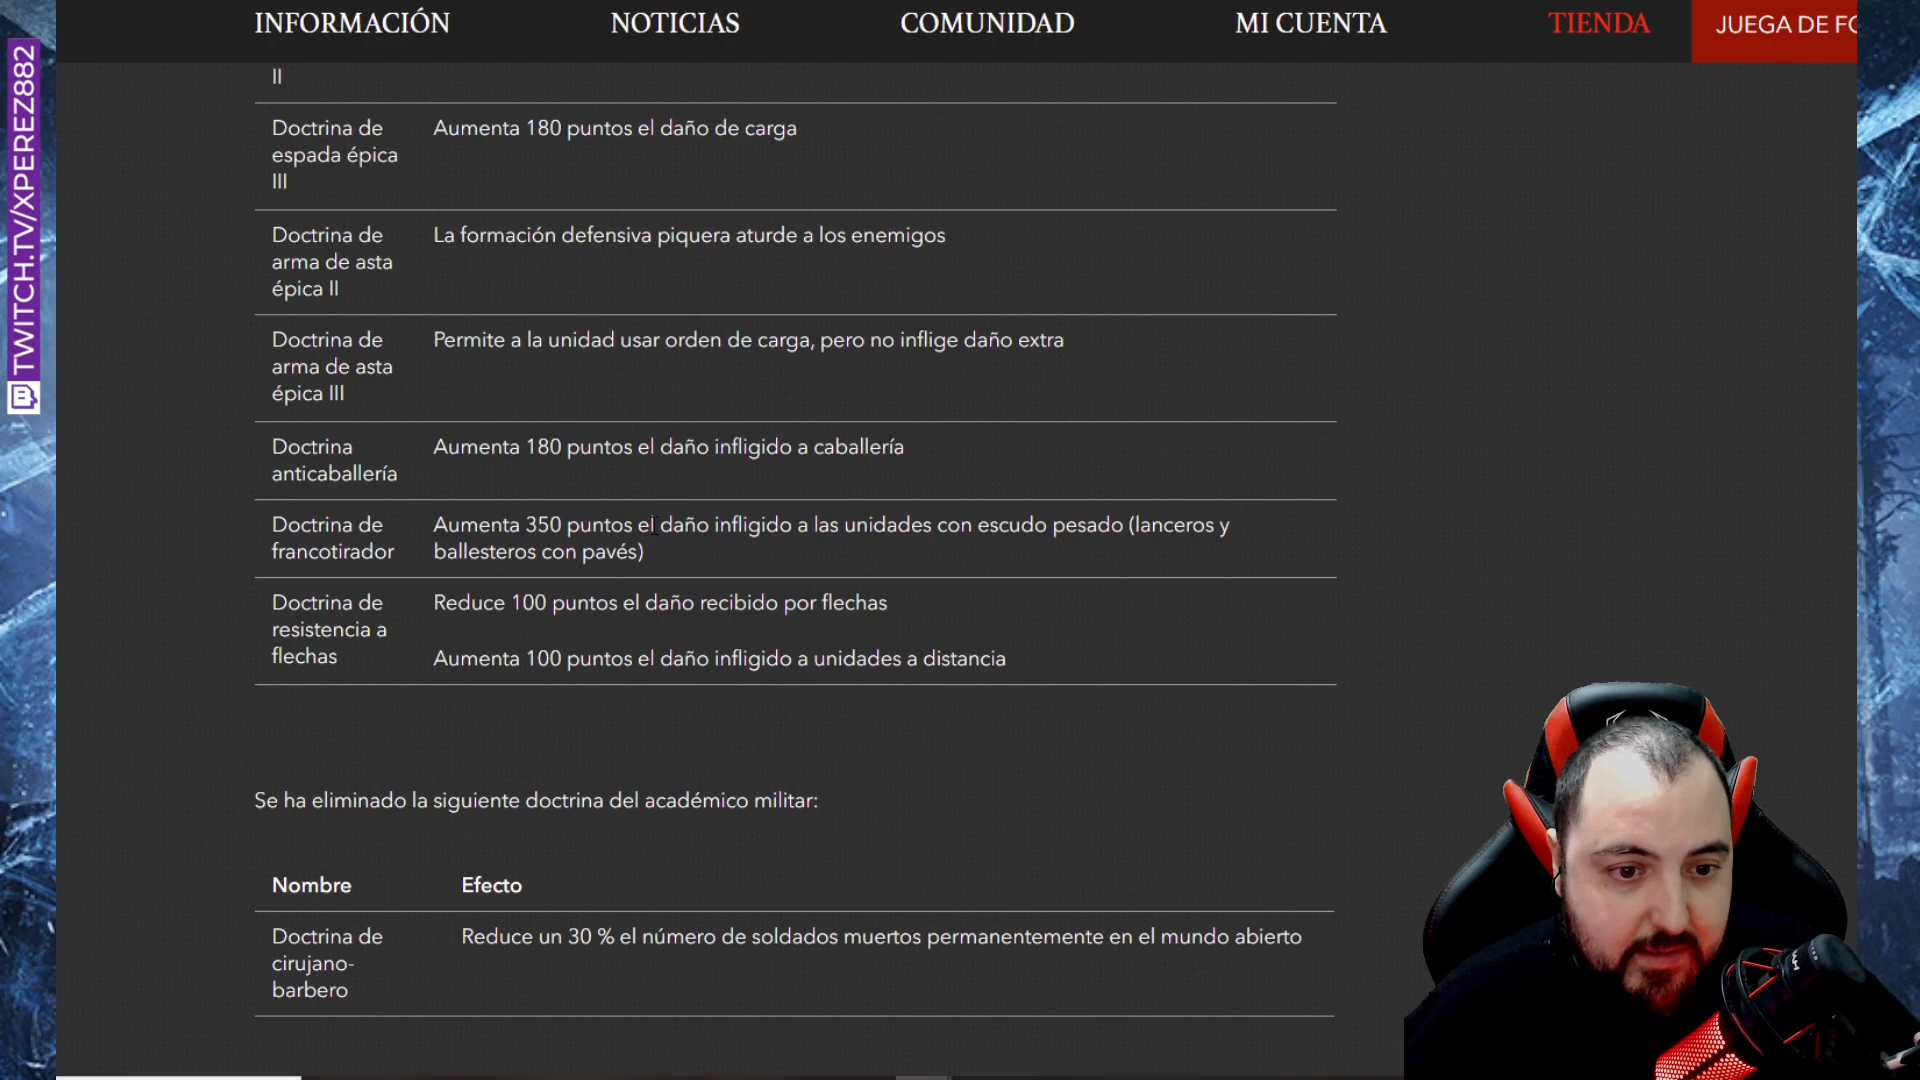 INFORMACIÓN NOTICIAS COMUNIDAD MI CUENTA TIENDA JUEGA DE FO
TWITCH.TV/XPEREZ882
II
Doctrina de espada épica III
Aumenta 180 puntos el daño de carga
Doctrina de arma de asta épica II
La formación defensiva piquera aturde a los enemigos
Doctrina de arma de asta épica III
Permite a la unidad usar orden de carga, pero no inflige daño extra
Doctrina anticaballería
Aumenta 180 puntos el daño infligido a caballería
Doctrina de francotirador
Aumenta 350 puntos el daño infligido a las unidades con escudo pesado (lanceros y
ballesteros con pavés)
Doctrina de resistencia a flechas
Reduce 100 puntos el daño recibido por flechas
Aumenta 100 puntos el daño infligido a unidades a distancia
Se ha eliminado la siguiente doctrina del académico militar:
Nombre Efecto
Doctrina de cirujano-barbero
Reduce un 30 % el número de soldados muertos permanentemente en el mundo abierto